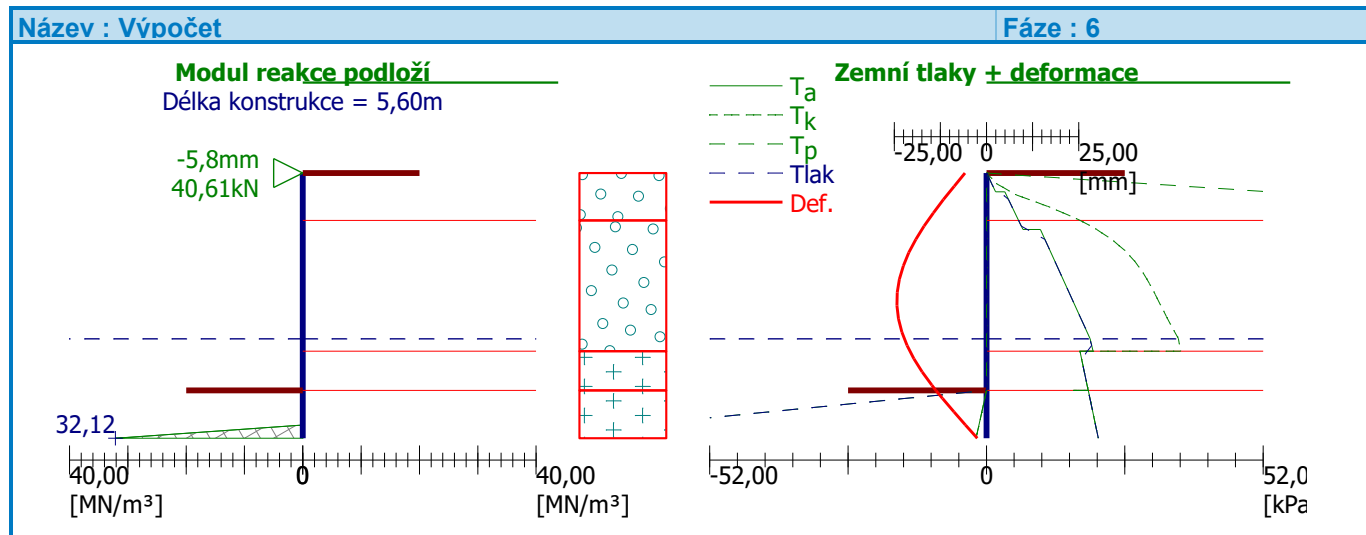 Název : Výpočet
Fáze : 6
Modul reakce podloží
Délka konstrukce = 5,60m
-5,8mm
40,61kN
32,12
40,00
0
40,00
[MN/m³]
[MN/m³]
Zemní tlaky + deformace
Ta
Tk
Tp
Tlak
Def.
-25,00
0
25,00
[mm]
-52,00
0
52,0
[kPa